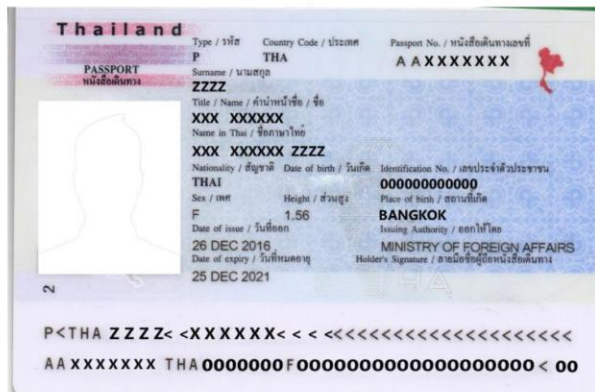 Thailand
PASSPORT
หนังสือเดินทาง
Type / รหัส Country Code / ประเทศ Passport No. / หนังสือเดินทางเลขที่
P THA A A X X X X X X X
Surname / นามสกุล
ZZZZ
Title / Name / คำนำหน้าชื่อ / ชื่อ
XXX XXXXXX
Name in Thai / ชื่อภาษาไทย
XXX XXXXXX ZZZZ
Nationality / สัญชาติ Date of birth / วันเกิด Identification No. / เลขประจำตัวประชาชน
THAI 000000000000
Sex / เพศ Height / ส่วนสูง Place of birth / สถานที่เกิด
F 1.56 BANGKOK
Date of issue / วันที่ออก Issuing Authority / ออกให้โดย
26 DEC 2016 MINISTRY OF FOREIGN AFFAIRS
Date of expiry / วันที่หมดอายุ Holder's Signature / ลายมือชื่อผู้ถือหนังสือเดินทาง
25 DEC 2021
2
P<THA ZZZZ< <XXXXXX< < < <<<<<<<<<<<<<<<<<<<<<
AA XXXXXXX THA0000000F0000000000000000000 < 00